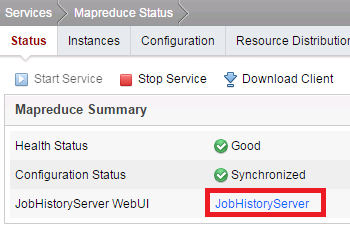 Services Mapreduce Status
Status Instances Configuration Resource Distribution
Start Service Stop Service Download Client
Mapreduce Summary
Health Status Good
Configuration Status Synchronized
JobHistoryServer WebUI JobHistoryServer